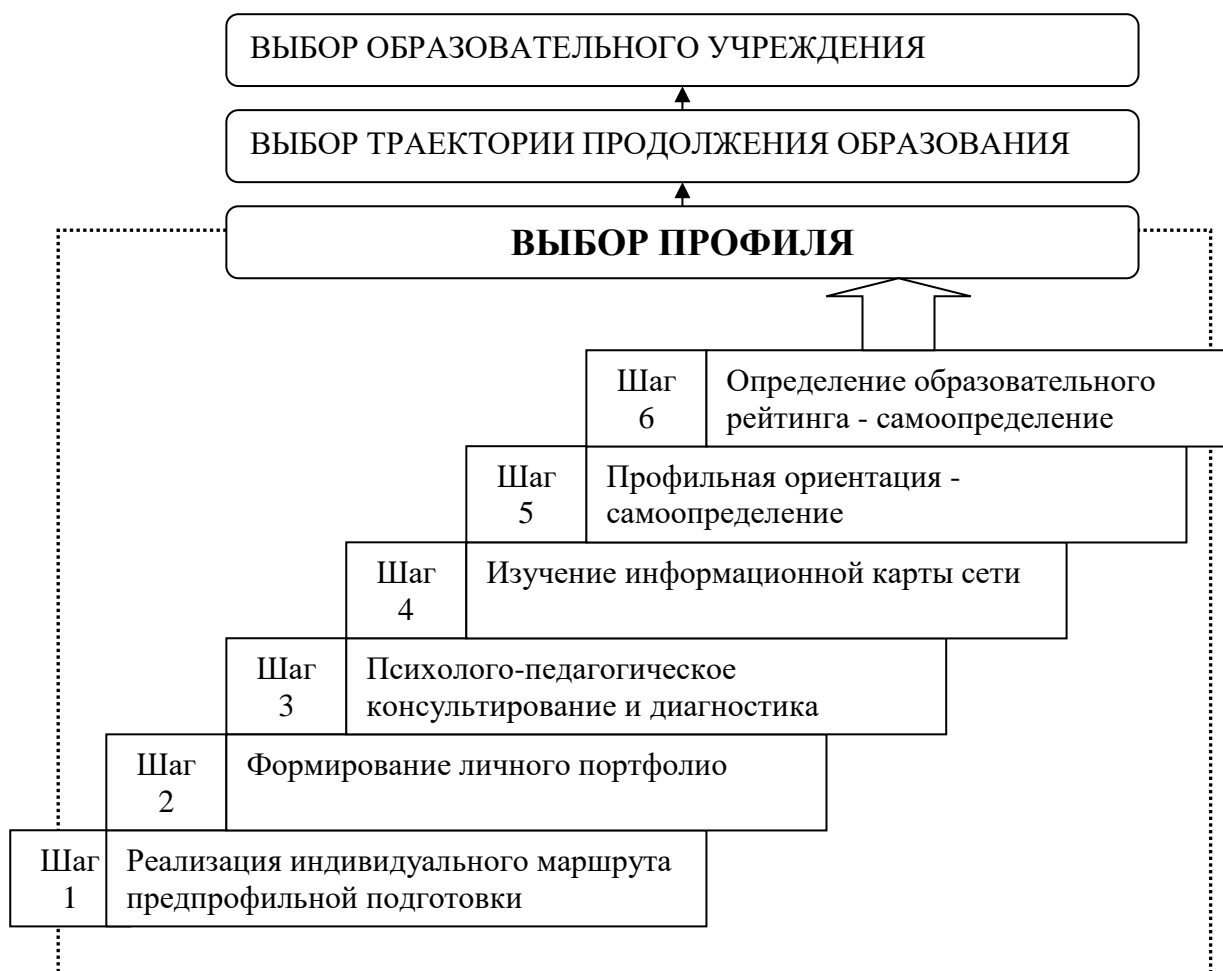 ВЫБОР ОБРАЗОВАТЕЛЬНОГО УЧРЕЖДЕНИЯ
ВЫБОР ТРАЕКТОРИИ ПРОДОЛЖЕНИЯ ОБРАЗОВАНИЯ
ВЫБОР ПРОФИЛЯ
Шаг
6
Определение образовательного
рейтинга - самоопределение
Шаг
5
Профильная ориентация -
самоопределение
Шаг
4
Изучение информационной карты сети
Шаг
3
Психолого-педагогическое
консультирование и диагностика
Шаг
2
Формирование личного портфолио
Шаг
1
Реализация индивидуального маршрута
предпрофильной подготовки